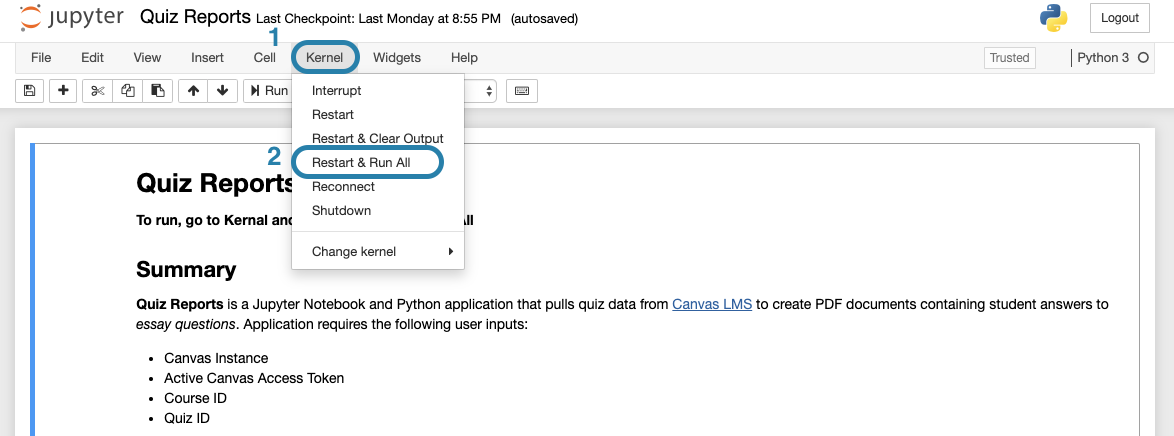 jupyter Quiz Reports Last Checkpoint: Last Monday at 8:55 PM (autosaved)
Logout
1
File Edit View Insert Cell Kernel Widgets Help
Trusted
Python 3
Run
Interrupt
Restart
Restart & Clear Output
2
Restart & Run All
Reconnect
Shutdown
Change kernel
Quiz Reports
To run, go to Kernal and All
Summary
Quiz Reports is a Jupyter Notebook and Python application that pulls quiz data from Canvas LMS to create PDF documents containing student answers to
essay questions. Application requires the following user inputs:
• Canvas Instance
• Active Canvas Access Token
• Course ID
• Quiz ID